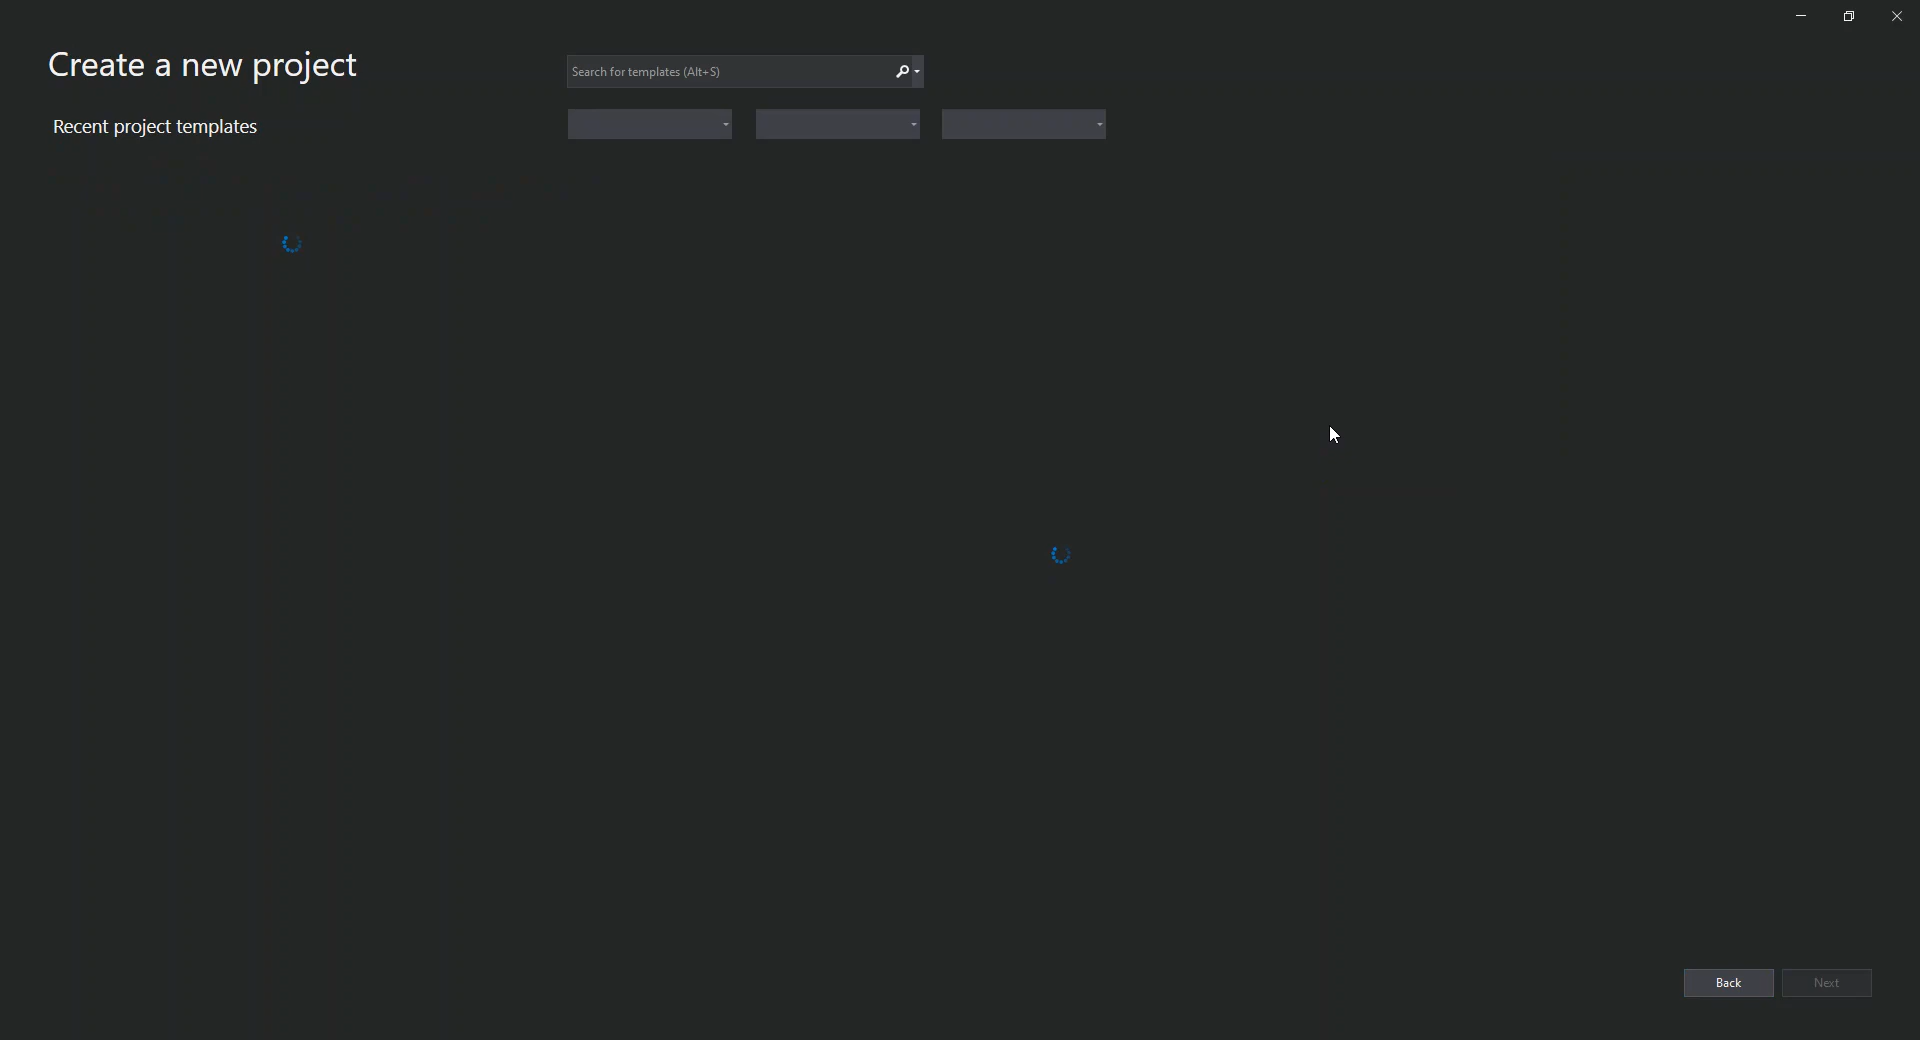 Create a new project
Search for templates (Alt+S)
Recent project templates
Back
Next